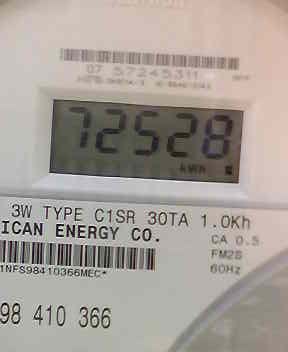 07 57245311
72528
kWh
3W TYPE C1SR 30TA 1.0Kh
ICAN ENERGY CO.
CA 0.5
FM2S
60Hz
1NFS98410366MEC*
98 410 366